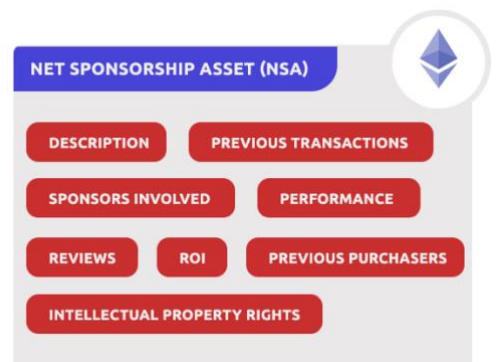 NET SPONSORSHIP ASSET (NSA)
DESCRIPTION PREVIOUS TRANSACTIONS
SPONSORS INVOLVED PERFORMANCE
REVIEWS ROI PREVIOUS PURCHASERS
INTELLECTUAL PROPERTY RIGHTS